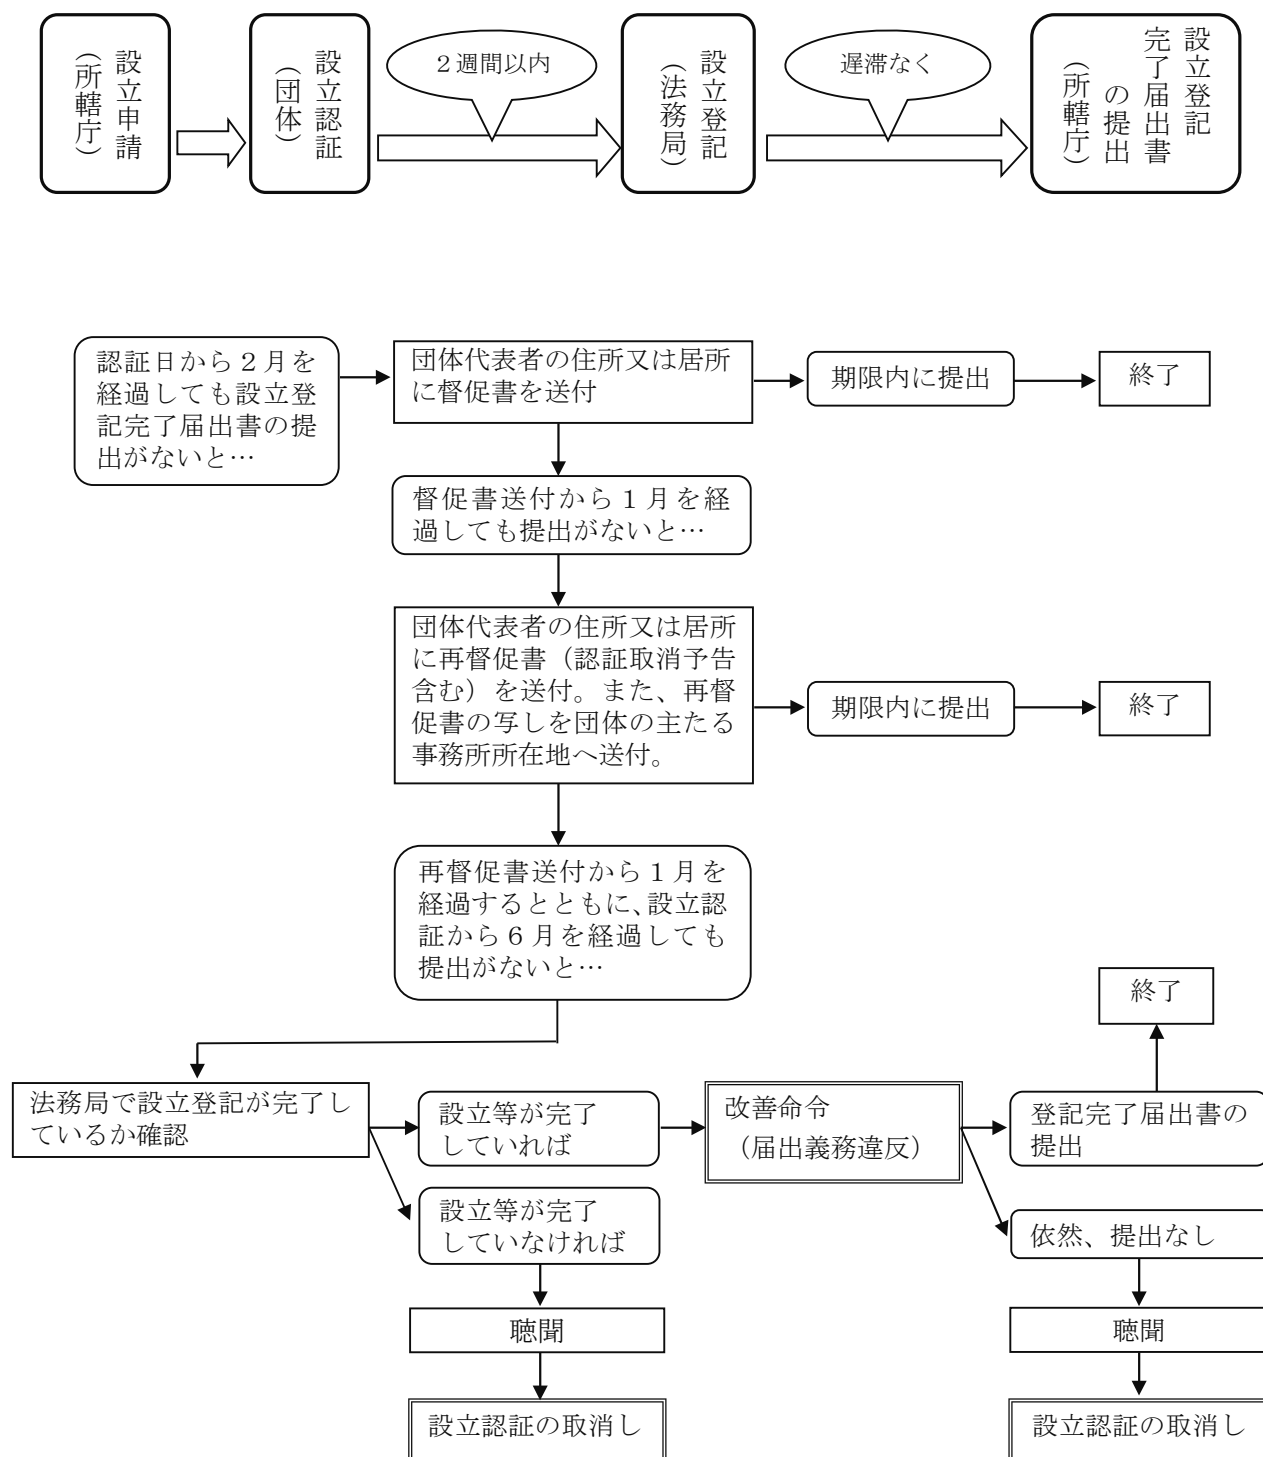 設立申請
（所轄庁）
設立認証
（団体）
２週間以内
設立登記
（法務局）
遅滞なく
設立登記
完了届出書
の提出
（所轄庁）
認証日から２月を
経過しても設立登
記完了届出書の提
出がないと…
団体代表者の住所又は居所
に督促書を送付
期限内に提出
終了
督促書送付から１月を経
過しても提出がないと…
団体代表者の住所又は居所
に再督促書（認証取消予告
含む）を送付。また、再督
促書の写しを団体の主たる
事務所所在地へ送付。
期限内に提出
終了
再督促書送付から１月を
経過するとともに、設立認
証から６月を経過しても
提出がないと…
終了
法務局で設立登記が完了し
ているか確認
設立等が完了
していれば
改善命令
（届出義務違反）
登記完了届出書の
提出
設立等が完了
していなければ
依然、提出なし
聴聞
聴聞
設立認証の取消し
設立認証の取消し